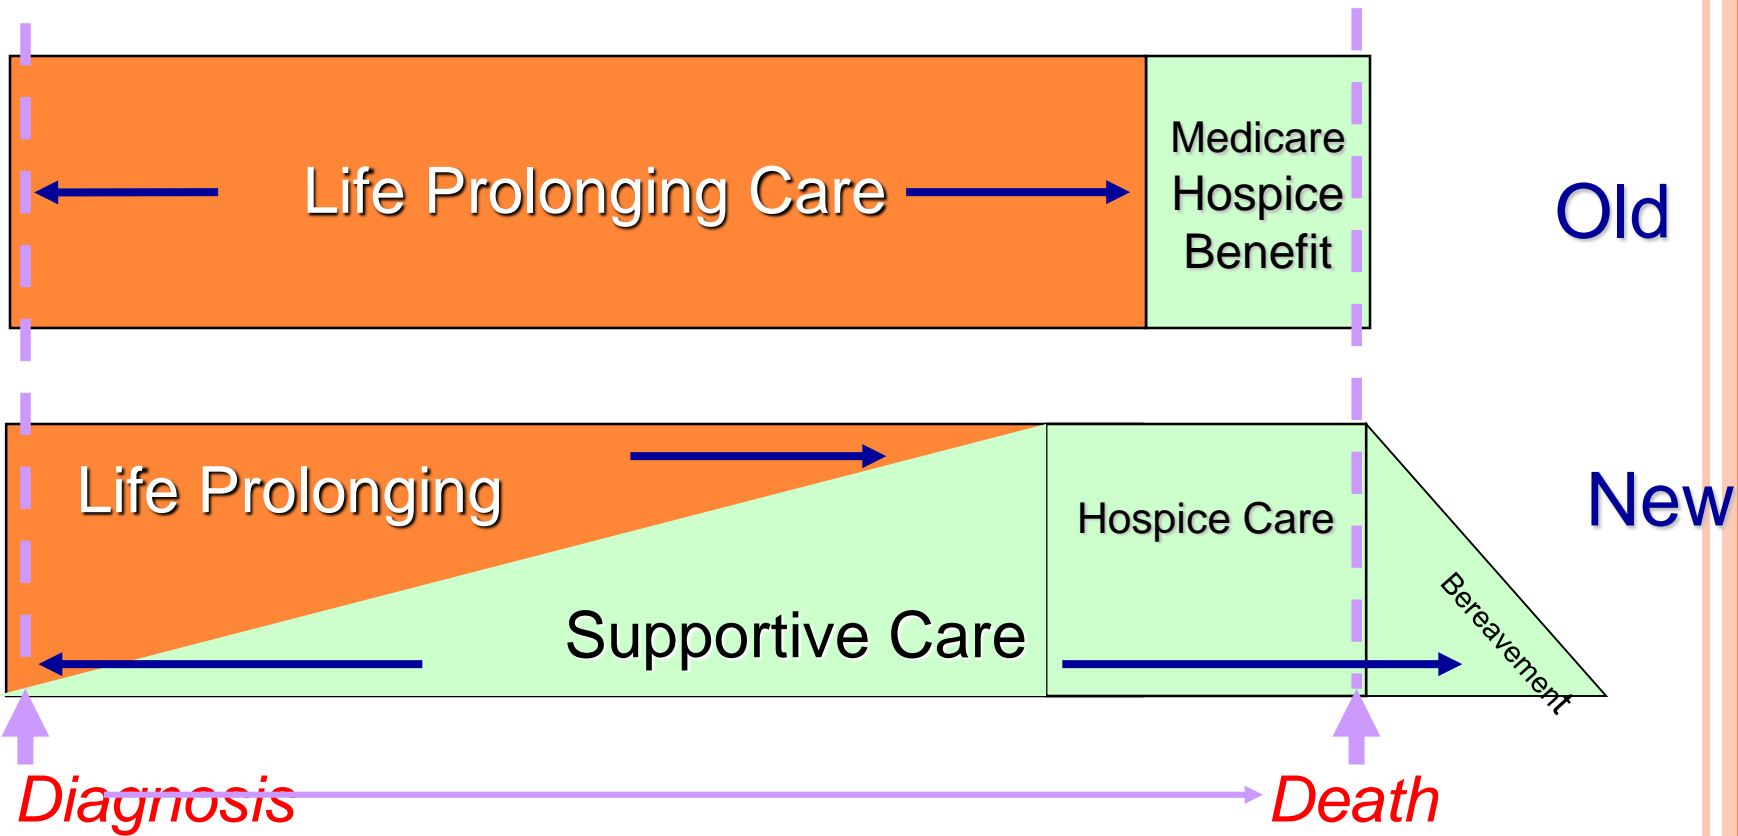 Life Prolonging Care
Medicare
Hospice
Benefit
Old
Life Prolonging
Hospice Care
New
Supportive Care
Bereavement
Diagnosis
Death